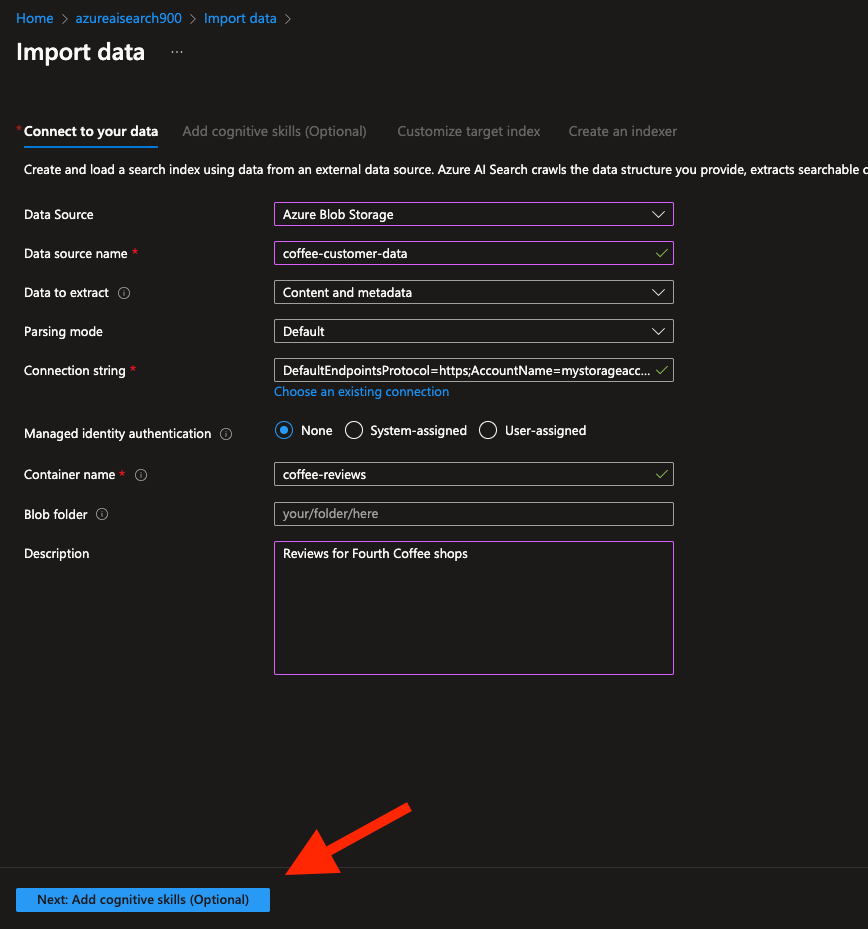 Home > azureaisearch900 > Import data >
Import data ...
* Connect to your data Add cognitive skills (Optional) Customize target index Create an indexer
Create and load a search index using data from an external data source. Azure AI Search crawls the data structure you provide, extracts searchable
Data Source Azure Blob Storage
Data source name * coffee-customer-data
Data to extract Content and metadata
Parsing mode Default
Connection string * DefaultEndpointsProtocol=https;AccountName=mystorageacc...
Choose an existing connection
Managed identity authentication None System-assigned User-assigned
Container name * coffee-reviews
Blob folder your/folder/here
Description Reviews for Fourth Coffee shops
Next: Add cognitive skills (Optional)